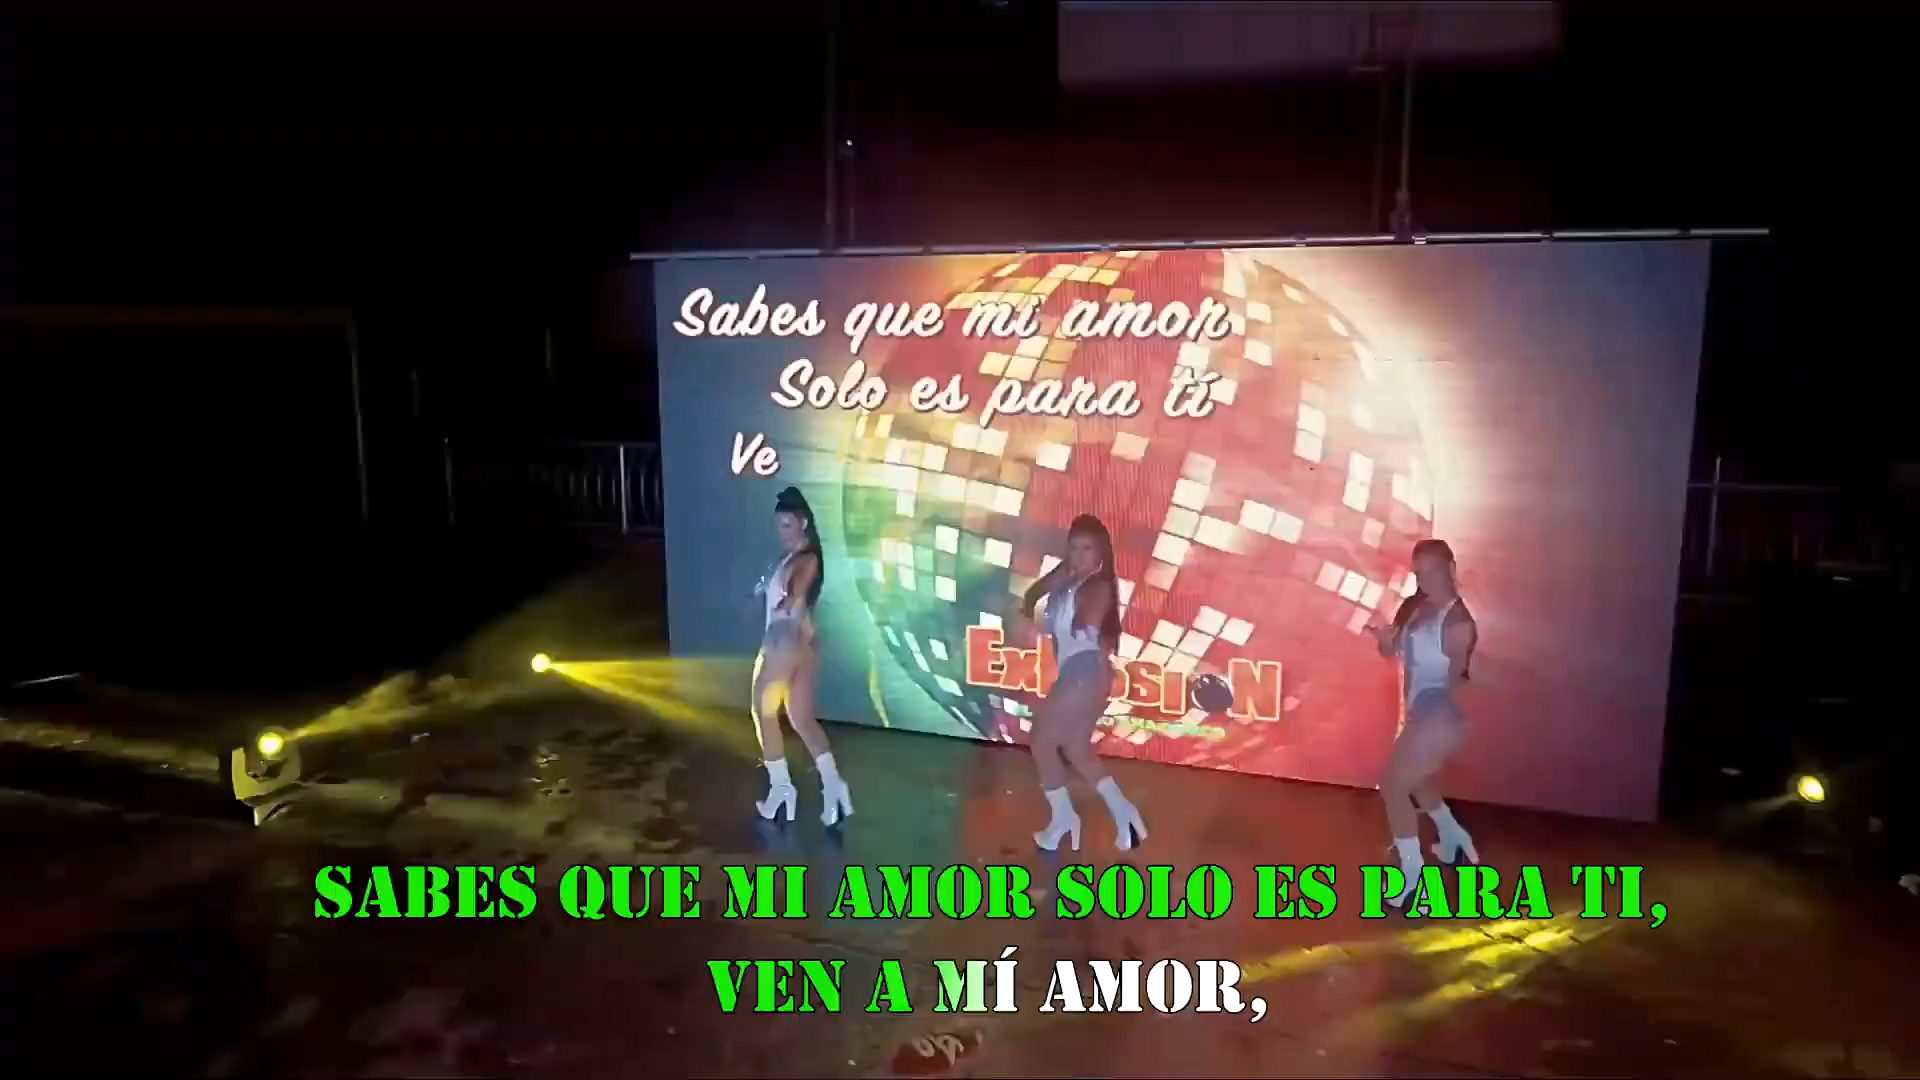 Sabes que mi amor
Solo es para tí
Ve
EXPLOSION
SABES QUE MI AMOR SOLO ES PARA TI,
VEN A MÍ AMOR,